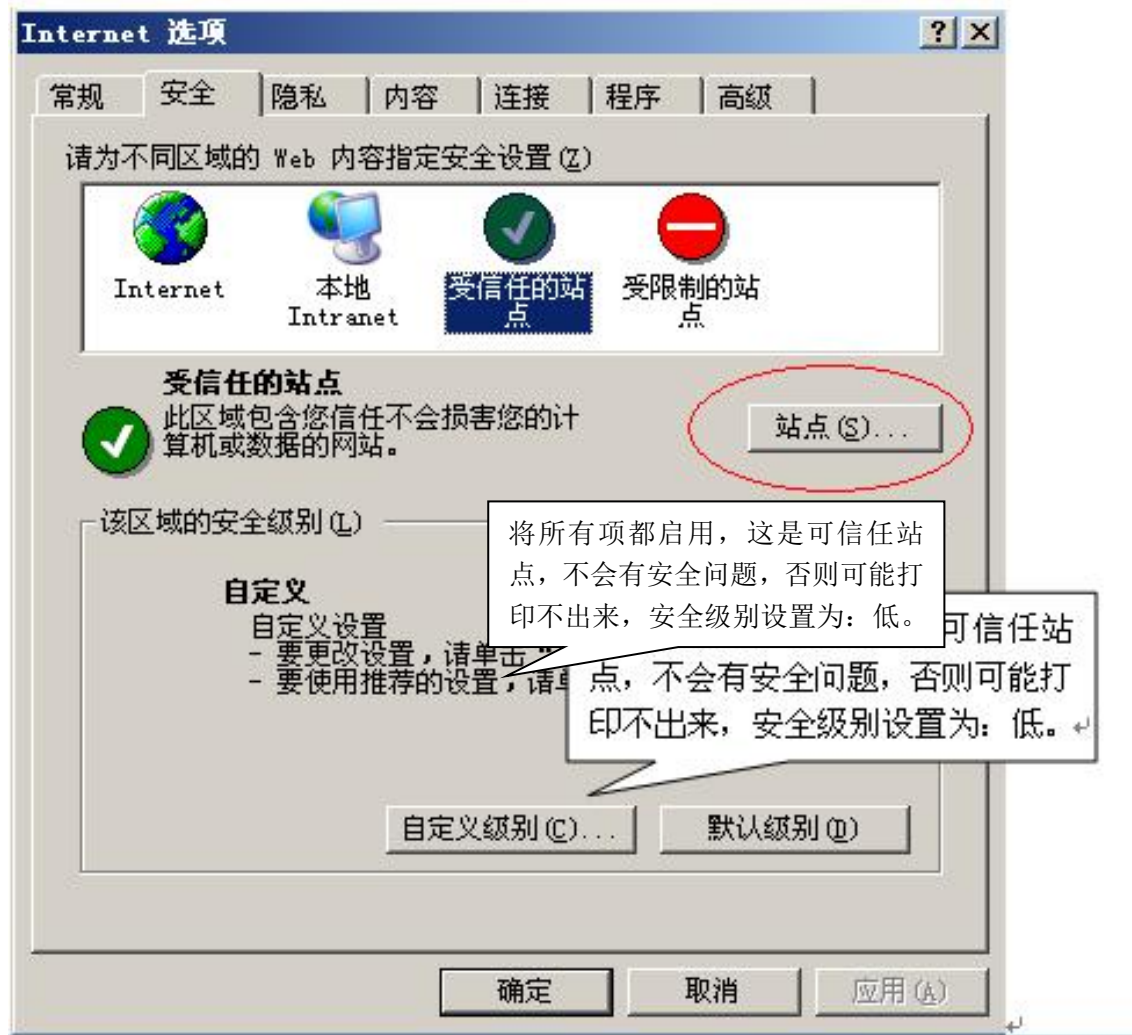 Internet 选项
常规 安全 隐私 内容 连接 程序 高级
请为不同区域的 Web 内容指定安全设置(Z)
Internet
本地
Intranet
受信任的站
点
受限制的站
点
受信任的站点
此区域包含您信任不会损害您的计
算机或数据的网站。
站点(S)...
该区域的安全级别(L)
将所有项都启用，这是可信任站
点，不会有安全问题，否则可能打
印不出来，安全级别设置为：低。
自定义
自定义设置
- 要更改设置，请单击
- 要使用推荐的设置，请单
可信任站
点，不会有安全问题，否则可能打
印不出来，安全级别设置为：低。
自定义级别(C)... 默认级别(D)
确定 取消 应用(A)